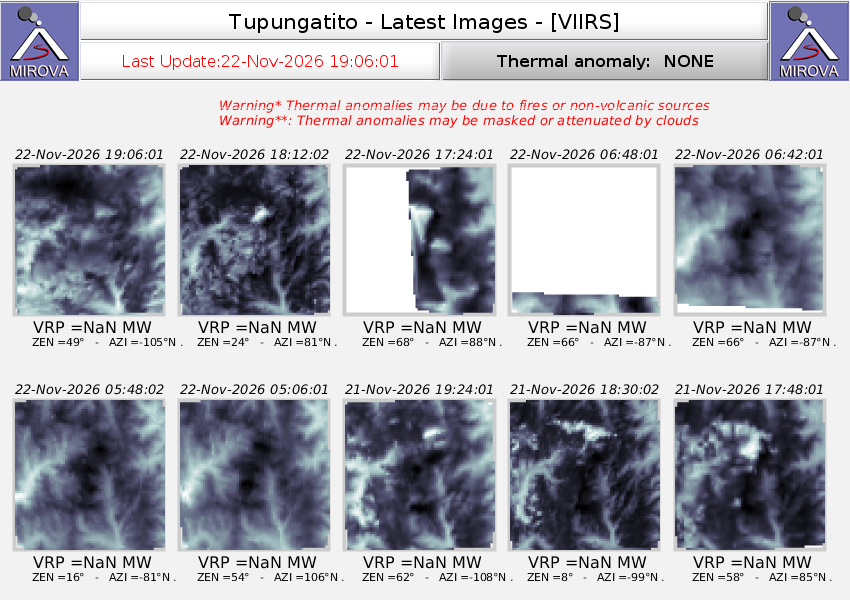 Tupungatito - Latest Images - [VIIRS]
MIROVA
MIROVA
Last Update:22-Nov-2026 19:06:01
Thermal anomaly: NONE
Warning* Thermal anomalies may be due to fires or non-volcanic sources
Warning**: Thermal anomalies may be masked or attenuated by clouds
22-Nov-2026 19:06:01 22-Nov-2026 18:12:02 22-Nov-2026 17:24:01 22-Nov-2026 06:48:01 22-Nov-2026 06:42:01
VRP =NaN MW VRP =NaN MW VRP =NaN MW VRP =NaN MW VRP =NaN MW
ZEN =49° - AZI =-105°N . ZEN =24° - AZI =81°N . ZEN =68° - AZI =88°N . ZEN =66° - AZI =-87°N . ZEN =66° - AZI =-87°N .
22-Nov-2026 05:48:02 22-Nov-2026 05:06:01 21-Nov-2026 19:24:01 21-Nov-2026 18:30:02 21-Nov-2026 17:48:01
VRP =NaN MW VRP =NaN MW VRP =NaN MW VRP =NaN MW VRP =NaN MW
ZEN =16° - AZI =-81°N . ZEN =54° - AZI =106°N . ZEN =62° - AZI =-108°N . ZEN =8° - AZI =-99°N . ZEN =58° - AZI =85°N .